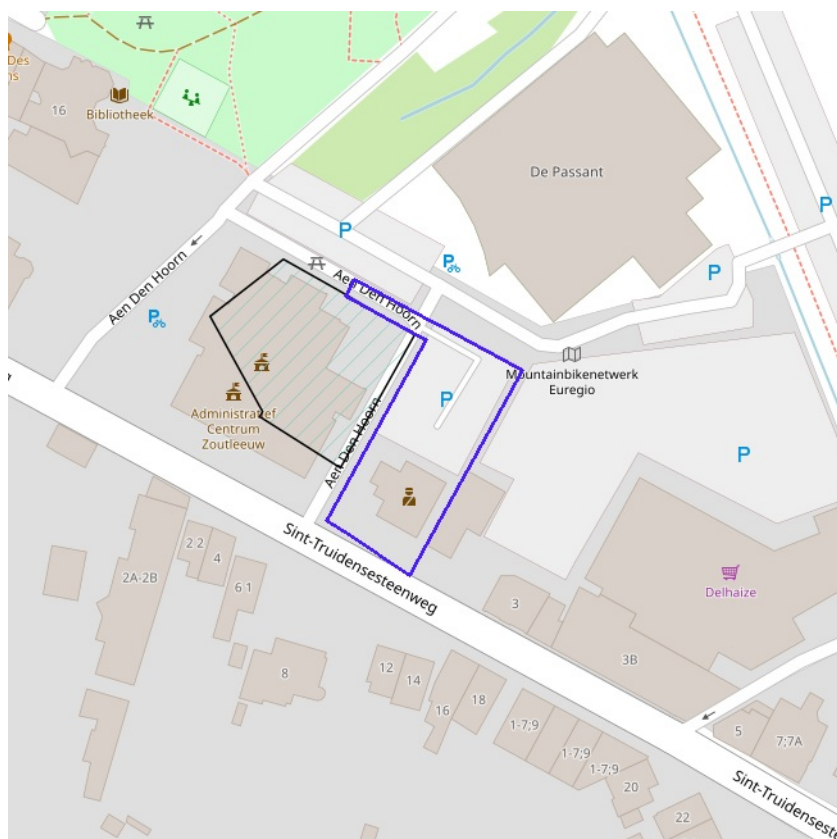 Des
ns
16
Bibliotheek
De Passant
P
P
P
P
Aen Den Hoorn
Aen Den Hoorn
P
Mountainbikenetwerk
Euregio
P
Administratief
Centrum
Zoutleeuw
Aen Den Hoorn
P
Sint-Truidensesteenweg
2 2
4
2A-2B
6 1
Delhaize
3
3B
8
12
14
16
18
1-7;9
1-7;9
1-7;9
5
7;7A
20
22
Sint-Truidensest